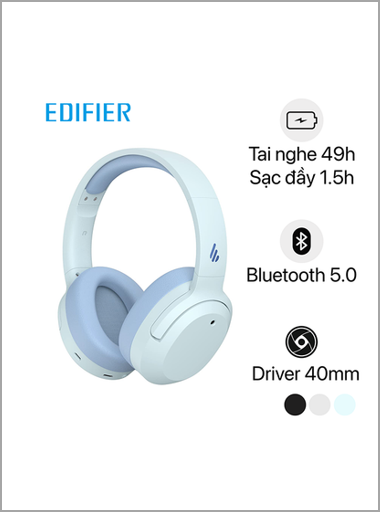 EDIFIER
Tai nghe 49h
Sạc đầy 1.5h
Bluetooth 5.0
Driver 40mm